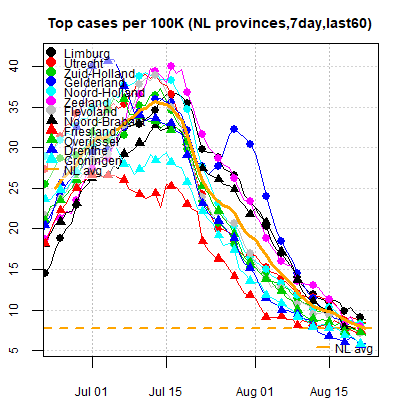 Top cases per 100K (NL provinces,7day,last60)
Limburg
Utrecht
Zuid-Holland
Gelderland
Noord-Holland
Zeeland
Flevoland
Noord-Brabant
Friesland
Overijssel
Drenthe
Groningen
NL avg
40
35
30
25
20
15
10
5
NL avg
Jul 01
Jul 15
Aug 01
Aug 15